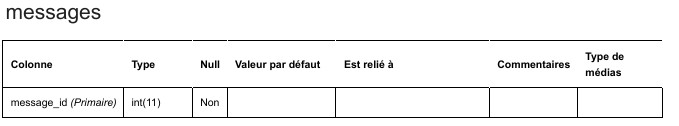 messages
Colonne Type Null Valeur par défaut Est relié à Commentaires Type de médias
message_id (Primaire) int(11) Non